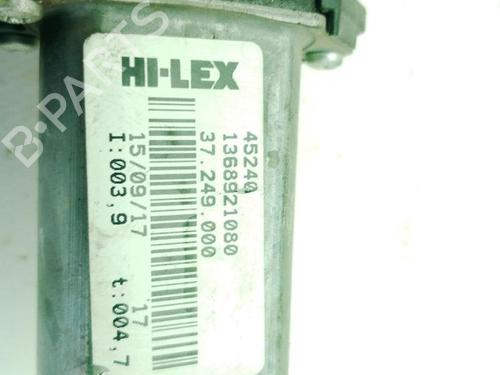 HI-LEX
45240
1368921080
37.249.000
15/09/17 17
I:003,9 t:004,7
B-PARTS